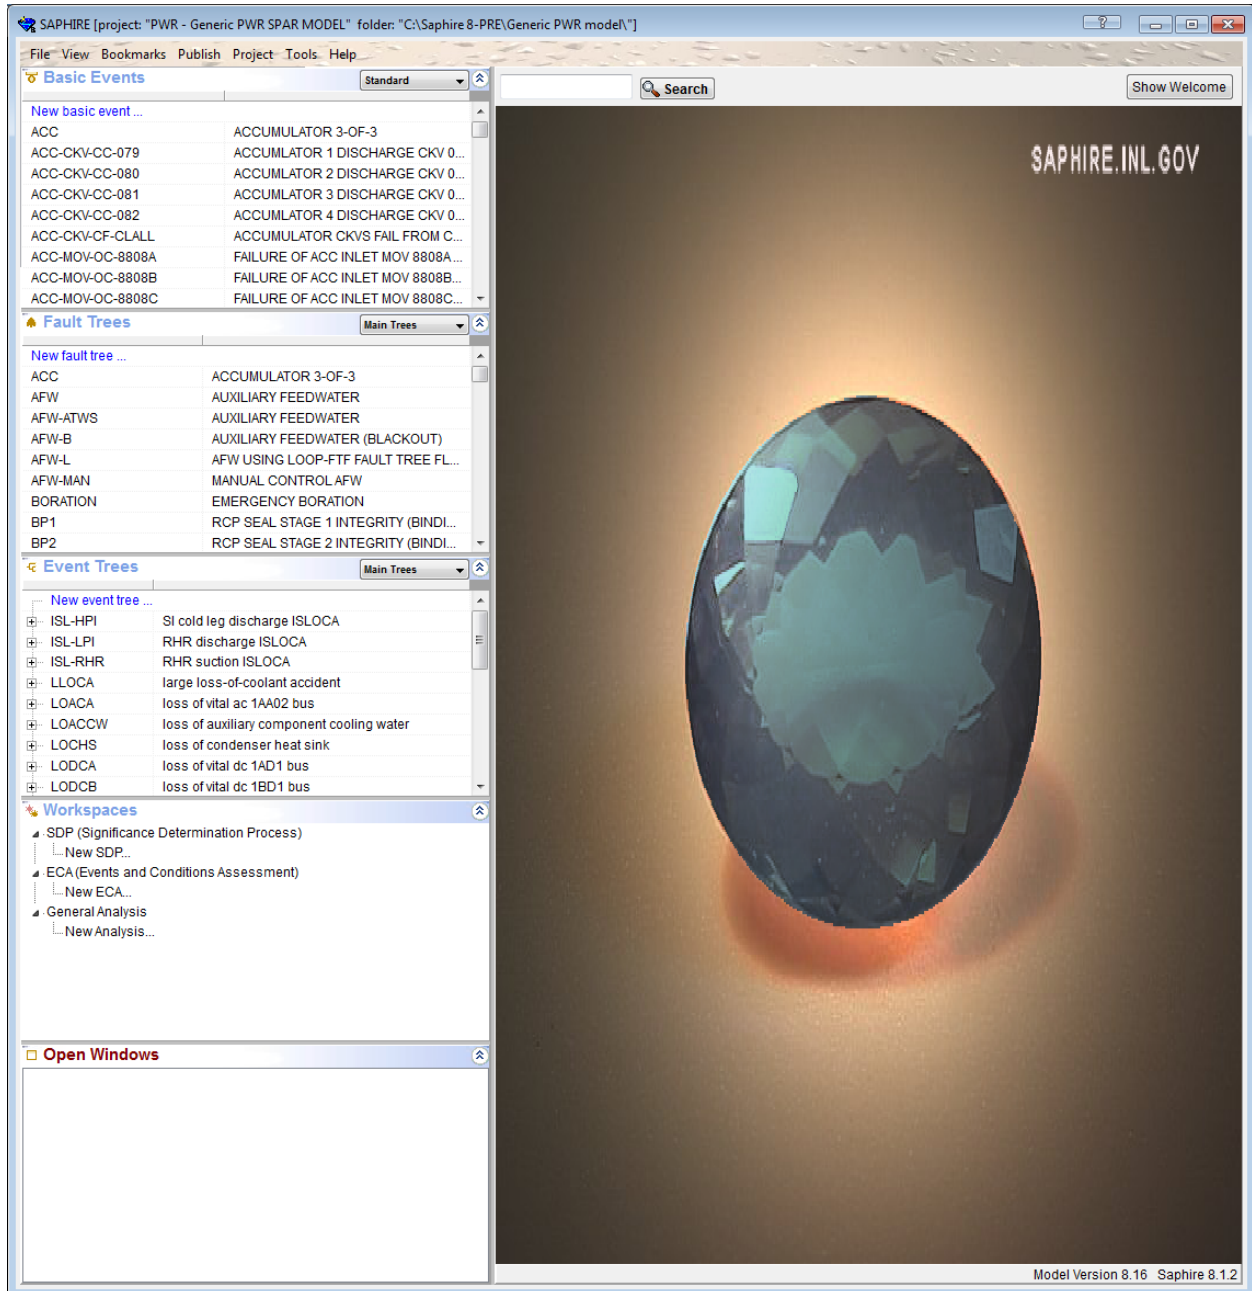 SAPHIRE [project: "PWR - Generic PWR SPAR MODEL" folder: "C:\Saphire 8-PRE\Generic PWR model\"]
File View Bookmarks Publish Project Tools Help
Basic Events Standard
New basic event ...
ACC ACCUMULATOR 3-OF-3
ACC-CKV-CC-079 ACCUMLATOR 1 DISCHARGE CKV 0...
ACC-CKV-CC-080 ACCUMLATOR 2 DISCHARGE CKV 0...
ACC-CKV-CC-081 ACCUMLATOR 3 DISCHARGE CKV 0...
ACC-CKV-CC-082 ACCUMLATOR 4 DISCHARGE CKV 0...
ACC-CKV-CF-CLALL ACCUMULATOR CKVS FAIL FROM C...
ACC-MOV-OC-8808A FAILURE OF ACC INLET MOV 8808A...
ACC-MOV-OC-8808B FAILURE OF ACC INLET MOV 8808B...
ACC-MOV-OC-8808C FAILURE OF ACC INLET MOV 8808C...
Fault Trees Main Trees
New fault tree ...
ACC ACCUMULATOR 3-OF-3
AFW AUXILIARY FEEDWATER
AFW-ATWS AUXILIARY FEEDWATER
AFW-B AUXILIARY FEEDWATER (BLACKOUT)
AFW-L AFW USING LOOP-FTF FAULT TREE FL...
AFW-MAN MANUAL CONTROL AFW
BORATION EMERGENCY BORATION
BP1 RCP SEAL STAGE 1 INTEGRITY (BINDI...
BP2 RCP SEAL STAGE 2 INTEGRITY (BINDI...
Event Trees Main Trees
New event tree ...
ISL-HPI SI cold leg discharge ISLOCA
ISL-LPI RHR discharge ISLOCA
ISL-RHR RHR suction ISLOCA
LLOCA large loss-of-coolant accident
LOACA loss of vital ac 1AA02 bus
LOACCW loss of auxiliary component cooling water
LOCHS loss of condenser heat sink
LODCA loss of vital dc 1AD1 bus
LODCB loss of vital dc 1BD1 bus
Workspaces
SDP (Significance Determination Process)
New SDP...
ECA (Events and Conditions Assessment)
New ECA...
General Analysis
New Analysis...
Open Windows
Search
Show Welcome
SAPHIRE.INL.GOV
Model Version 8.16 Saphire 8.1.2